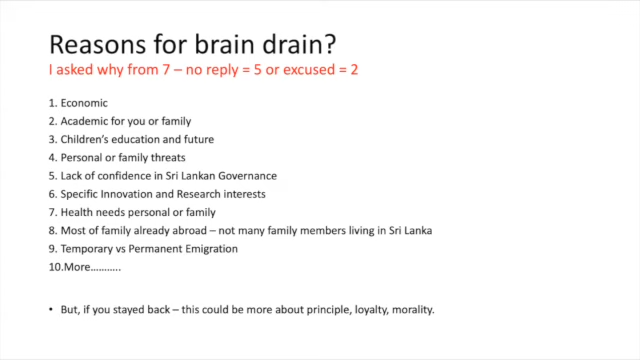 Reasons for brain drain?
I asked why from 7 – no reply = 5 or excused = 2
1. Economic
2. Academic for you or family
3. Children's education and future
4. Personal or family threats
5. Lack of confidence in Sri Lankan Governance
6. Specific Innovation and Research interests
7. Health needs personal or family
8. Most of family already abroad – not many family members living in Sri Lanka
9. Temporary vs Permanent Emigration
10.More………..
• But, if you stayed back – this could be more about principle, loyalty, morality.